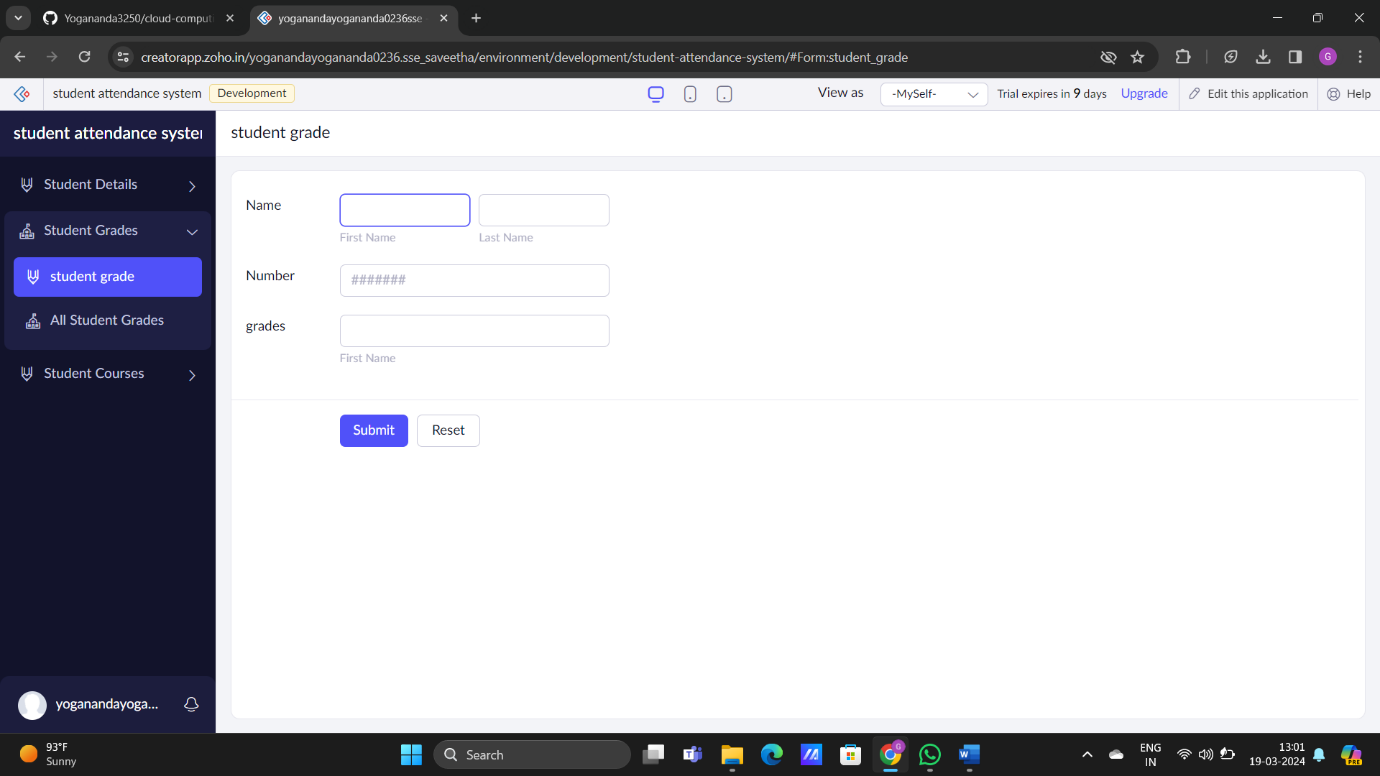 Yogananda3250/cloud-comput
yoganandayogananda0236sse
creatorapp.zoho.in/yoganandayogananda0236.sse_saveetha/environment/development/student-attendance-system/#Form:student_grade
G
student attendance system
Development
View as
-MySelf-
Trial expires in 9 days
Upgrade
Edit this application
Help
student attendance syster
student grade
Student Details
Student Grades
student grade
All Student Grades
Student Courses
Name
First Name
Last Name
Number
#######
grades
First Name
Submit
Reset
yoganandayoga...
93°F
Sunny
Search
ENG
IN
13:01
19-03-2024
PRE